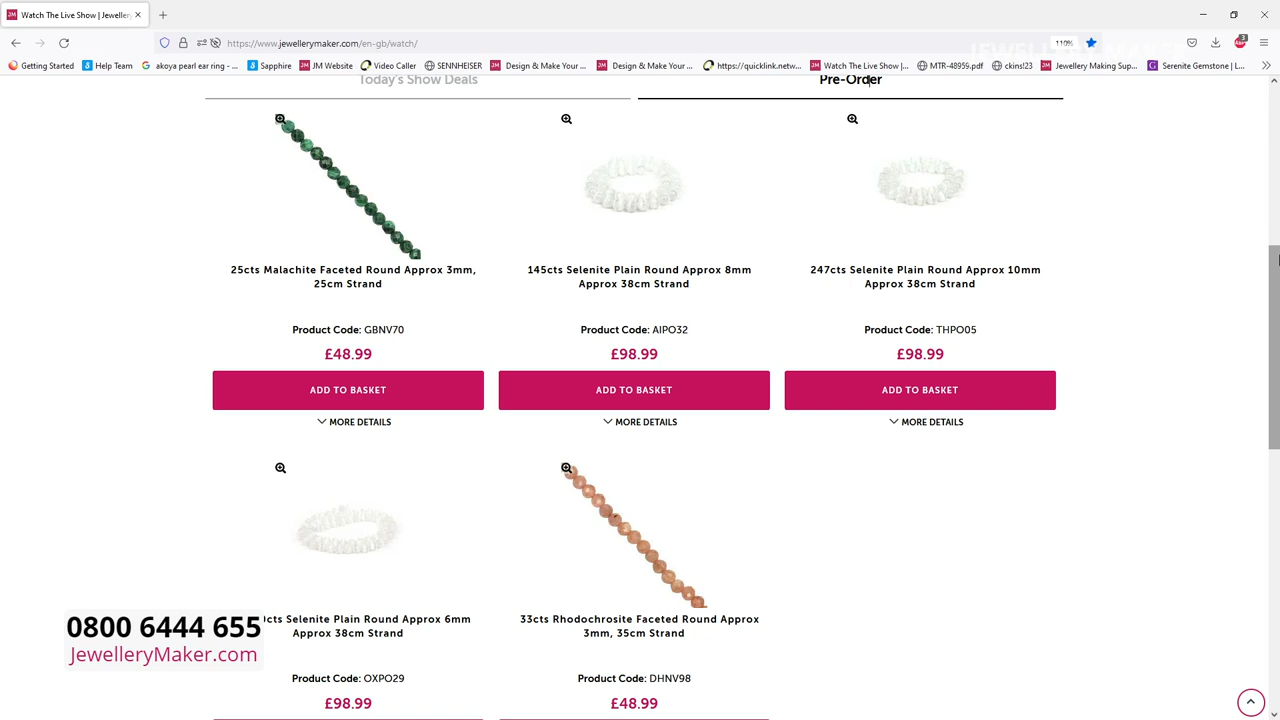 Watch The Live Show | Jeweller
https://www.jewellerymaker.com/en-gb/watch/
110%
3
JEWELLERYMAKER
Getting Started
Help Team
akoya pearl ear ring - ...
Sapphire
JM Website
Video Caller
SENNHEISER
Design & Make Your ...
Design & Make Your ...
https://quicklink.netw...
Watch The Live Show |...
MTR-48959.pdf
ckins!23
Jewelery Making Sup...
Serenite Gemstone | L...
Today's Show Deals
Pre-Order
25cts Malachite Faceted Round Approx 3mm,
25cm Strand
Product Code: GBNV70
£48.99
ADD TO BASKET
MORE DETAILS
145cts Selenite Plain Round Approx 8mm
Approx 38cm Strand
Product Code: AIPO32
£98.99
ADD TO BASKET
MORE DETAILS
247cts Selenite Plain Round Approx 10mm
Approx 38cm Strand
Product Code: THPO05
£98.99
ADD TO BASKET
MORE DETAILS
cts Selenite Plain Round Approx 6mm
Approx 38cm Strand
Product Code: OXPO29
£98.99
33cts Rhodochrosite Faceted Round Approx
3mm, 35cm Strand
Product Code: DHNV98
£48.99
0800 6444 655
JewelleryMaker.com